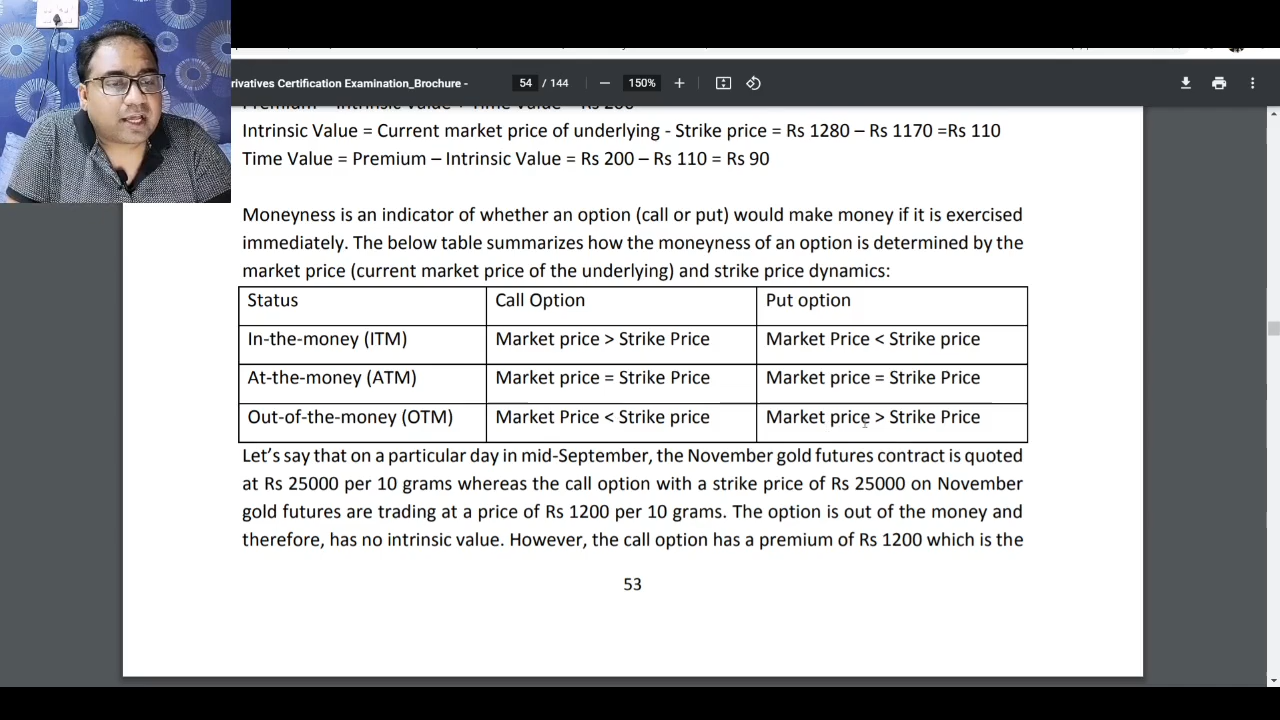 rivatives Certification Examination_Brochure -
54 / 144
150%
Premium = Intrinsic Value + Time Value = Rs 200
Intrinsic Value = Current market price of underlying - Strike price = Rs 1280 – Rs 1170 =Rs 110
Time Value = Premium – Intrinsic Value = Rs 200 – Rs 110 = Rs 90
Moneyness is an indicator of whether an option (call or put) would make money if it is exercised
immediately. The below table summarizes how the moneyness of an option is determined by the
market price (current market price of the underlying) and strike price dynamics:
Status Call Option Put option
In-the-money (ITM) Market price > Strike Price Market Price < Strike price
At-the-money (ATM) Market price = Strike Price Market price = Strike Price
Out-of-the-money (OTM) Market Price < Strike price Market price > Strike Price
Let's say that on a particular day in mid-September, the November gold futures contract is quoted
at Rs 25000 per 10 grams whereas the call option with a strike price of Rs 25000 on November
gold futures are trading at a price of Rs 1200 per 10 grams. The option is out of the money and
therefore, has no intrinsic value. However, the call option has a premium of Rs 1200 which is the
53